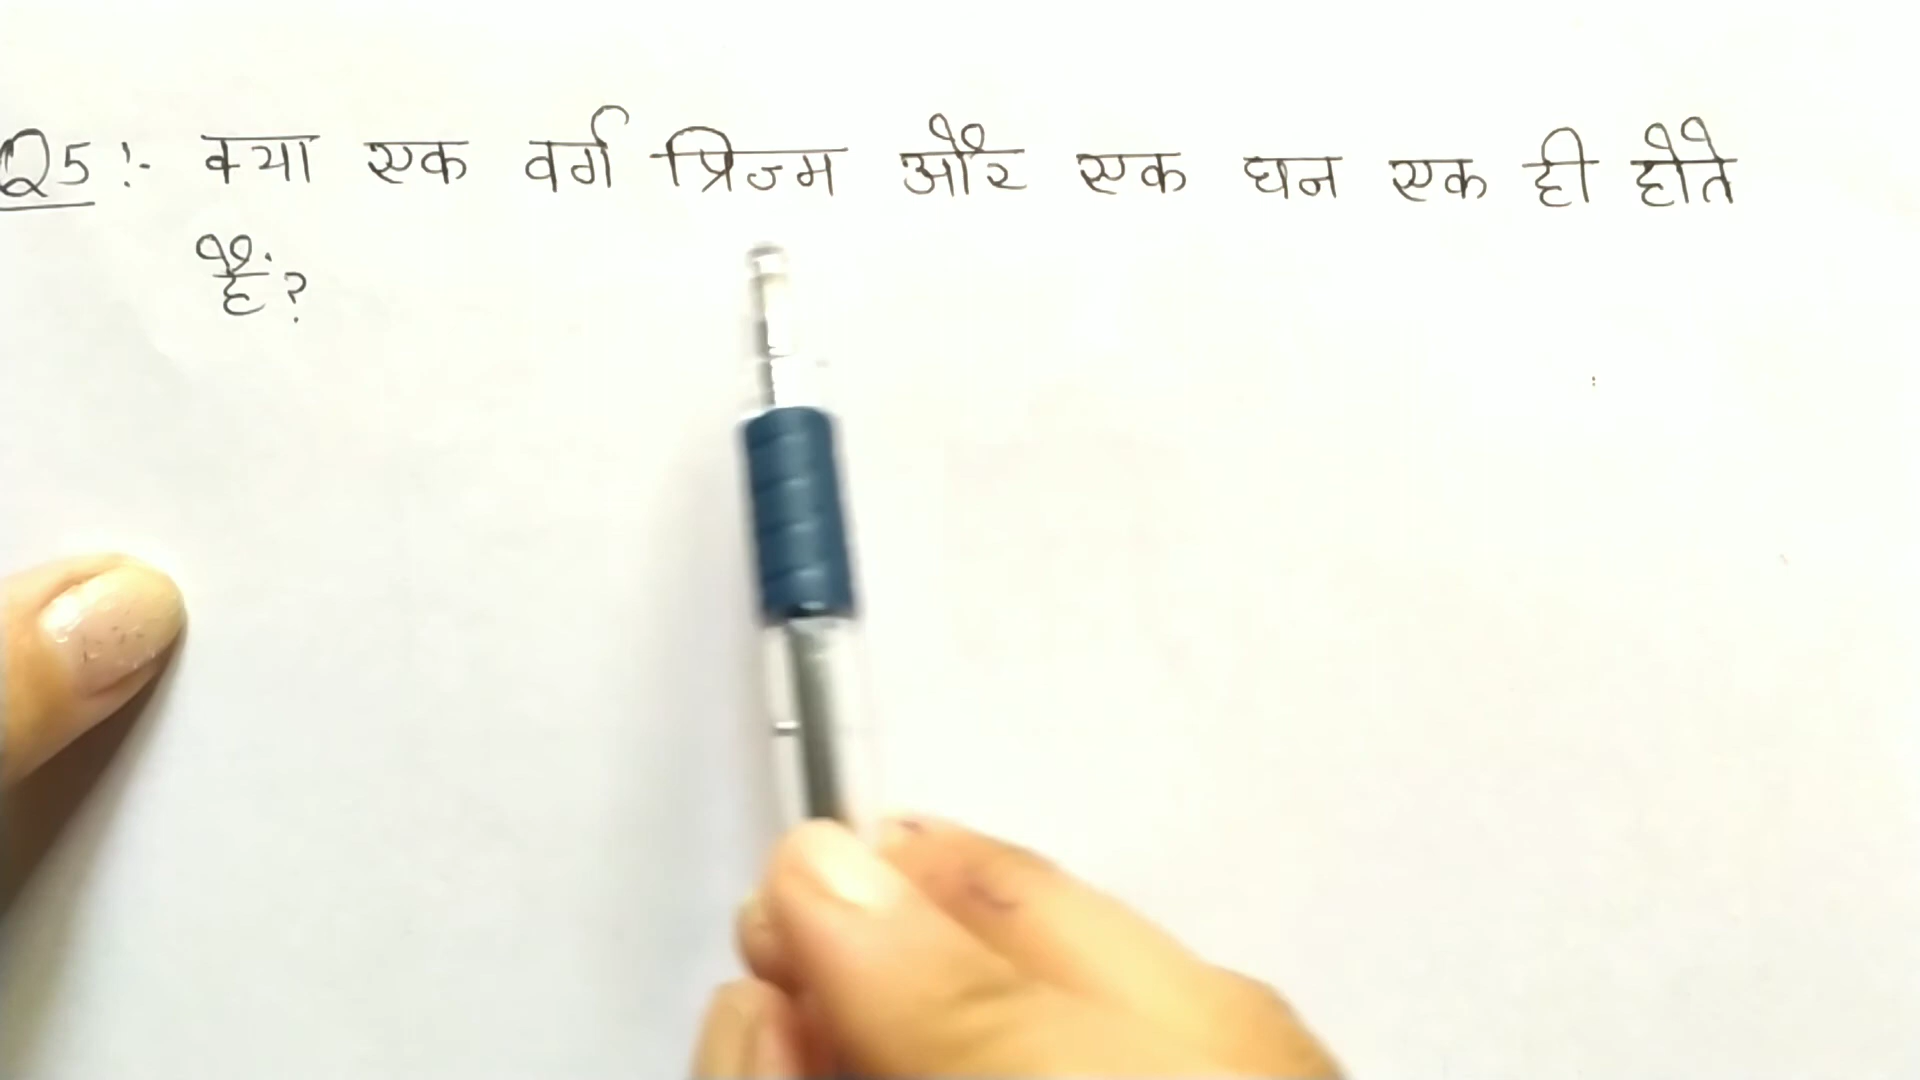 Q5:- क्या एक वर्ग प्रिज्म और एक घन एक ही होते
हैं?